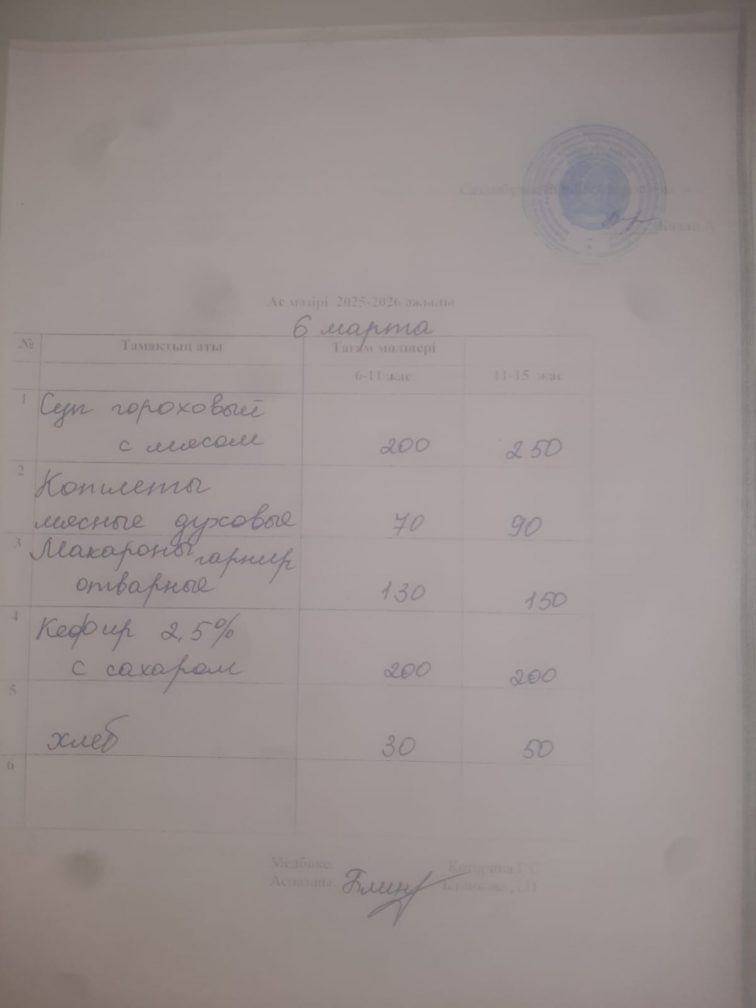 Ас мәзірі 2025-2026 оқу жылы
6 марта
№ Тамақтың аты Тағам мөлшері
6-11 жас 11-15 жас
1 Суп гороховый
с мясом 200 250
2 Котлеты
мясные духовые 70 90
3 Макароны гарнир
отварные 130 150
4 Кефир 2,5%
с сахаром 200 200
5
хлеб 30 50
6
Медбике:
Аспазшы: